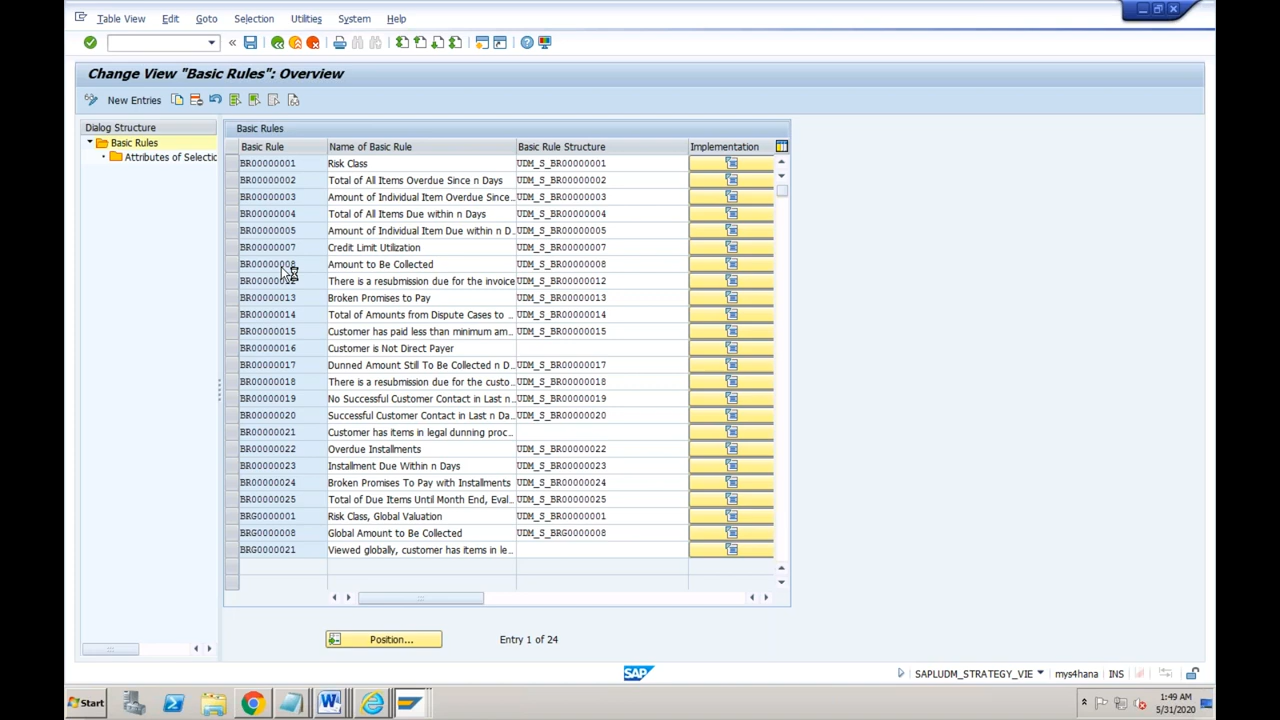 Table View Edit Goto Selection Utilities System Help
Change View "Basic Rules": Overview
New Entries
Dialog Structure
Basic Rules
Attributes of Selectic
Basic Rules
Basic Rule Name of Basic Rule Basic Rule Structure Implementation
BR00000001 Risk Class UDM_S_BR00000001
BR00000002 Total of All Items Overdue Since n Days UDM_S_BR00000002
BR00000003 Amount of Individual Item Overdue Since... UDM_S_BR00000003
BR00000004 Total of All Items Due within n Days UDM_S_BR00000004
BR00000005 Amount of Individual Item Due within n D... UDM_S_BR00000005
BR00000007 Credit Limit Utilization UDM_S_BR00000007
BR00000008 Amount to Be Collected UDM_S_BR00000008
BR00000012 There is a resubmission due for the invoice UDM_S_BR00000012
BR00000013 Broken Promises to Pay UDM_S_BR00000013
BR00000014 Total of Amounts from Dispute Cases to ... UDM_S_BR00000014
BR00000015 Customer has paid less than minimum am... UDM_S_BR00000015
BR00000016 Customer is Not Direct Payer
BR00000017 Dunned Amount Still To Be Collected n D... UDM_S_BR00000017
BR00000018 There is a resubmission due for the custo... UDM_S_BR00000018
BR00000019 No Successful Customer Contact in Last n... UDM_S_BR00000019
BR00000020 Successful Customer Contact in Last n Da... UDM_S_BR00000020
BR00000021 Customer has items in legal dunning proc...
BR00000022 Overdue Installments UDM_S_BR00000022
BR00000023 Installment Due Within n Days UDM_S_BR00000023
BR00000024 Broken Promises To Pay with Installments UDM_S_BR00000024
BR00000025 Total of Due Items Until Month End, Eval... UDM_S_BR00000025
BRG0000001 Risk Class, Global Valuation UDM_S_BR00000001
BRG0000008 Global Amount to Be Collected UDM_S_BRG0000008
BRG0000021 Viewed globally, customer has items in le...
Position... Entry 1 of 24
SAP SAPLUDM_STRATEGY_VIE mys4hana INS
Start 1:49 AM
5/31/2020